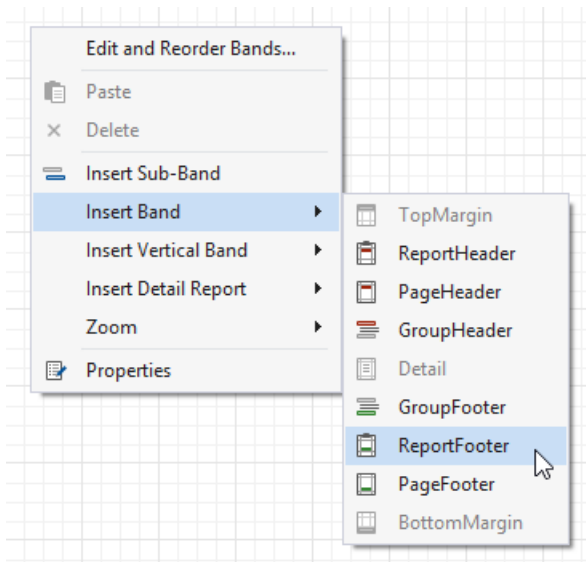 Edit and Reorder Bands...
Paste
Delete
Insert Sub-Band
Insert Band
Insert Vertical Band
Insert Detail Report
Zoom
Properties
TopMargin
ReportHeader
PageHeader
GroupHeader
Detail
GroupFooter
ReportFooter
PageFooter
BottomMargin